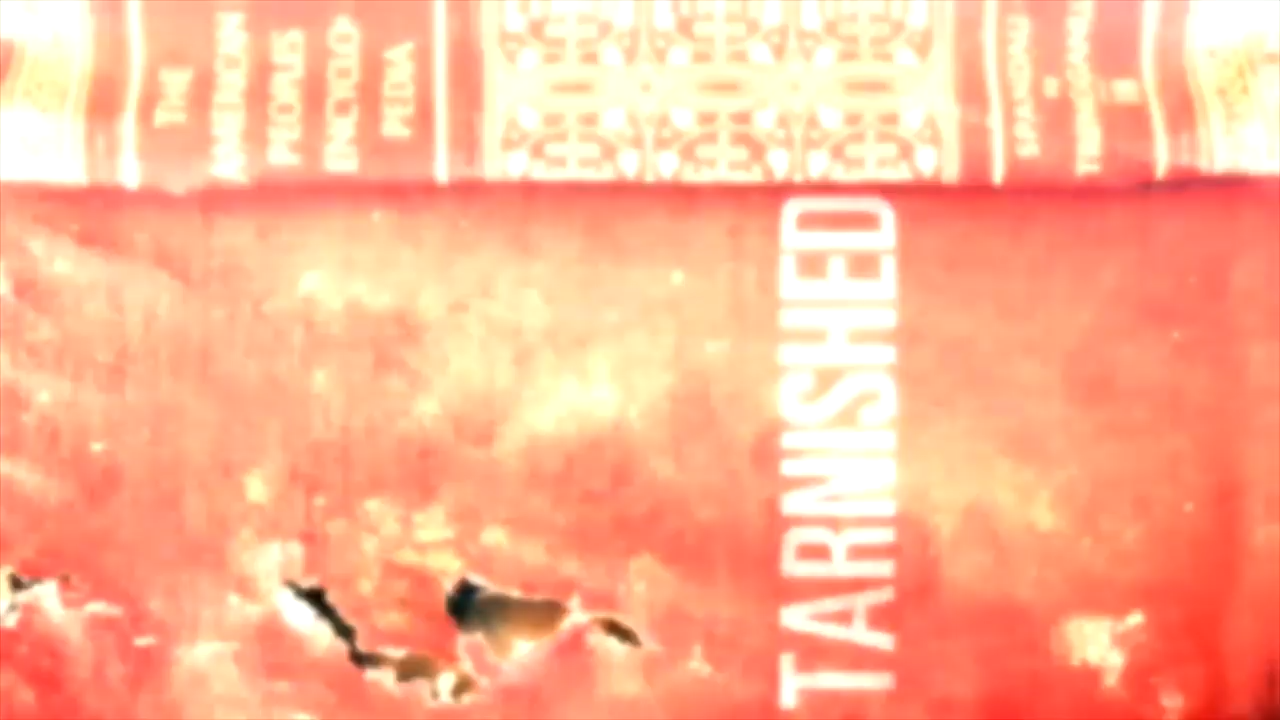 THE
AMERICAN
PEOPLES
ENCYCLO
PEDIA
TARNISHED